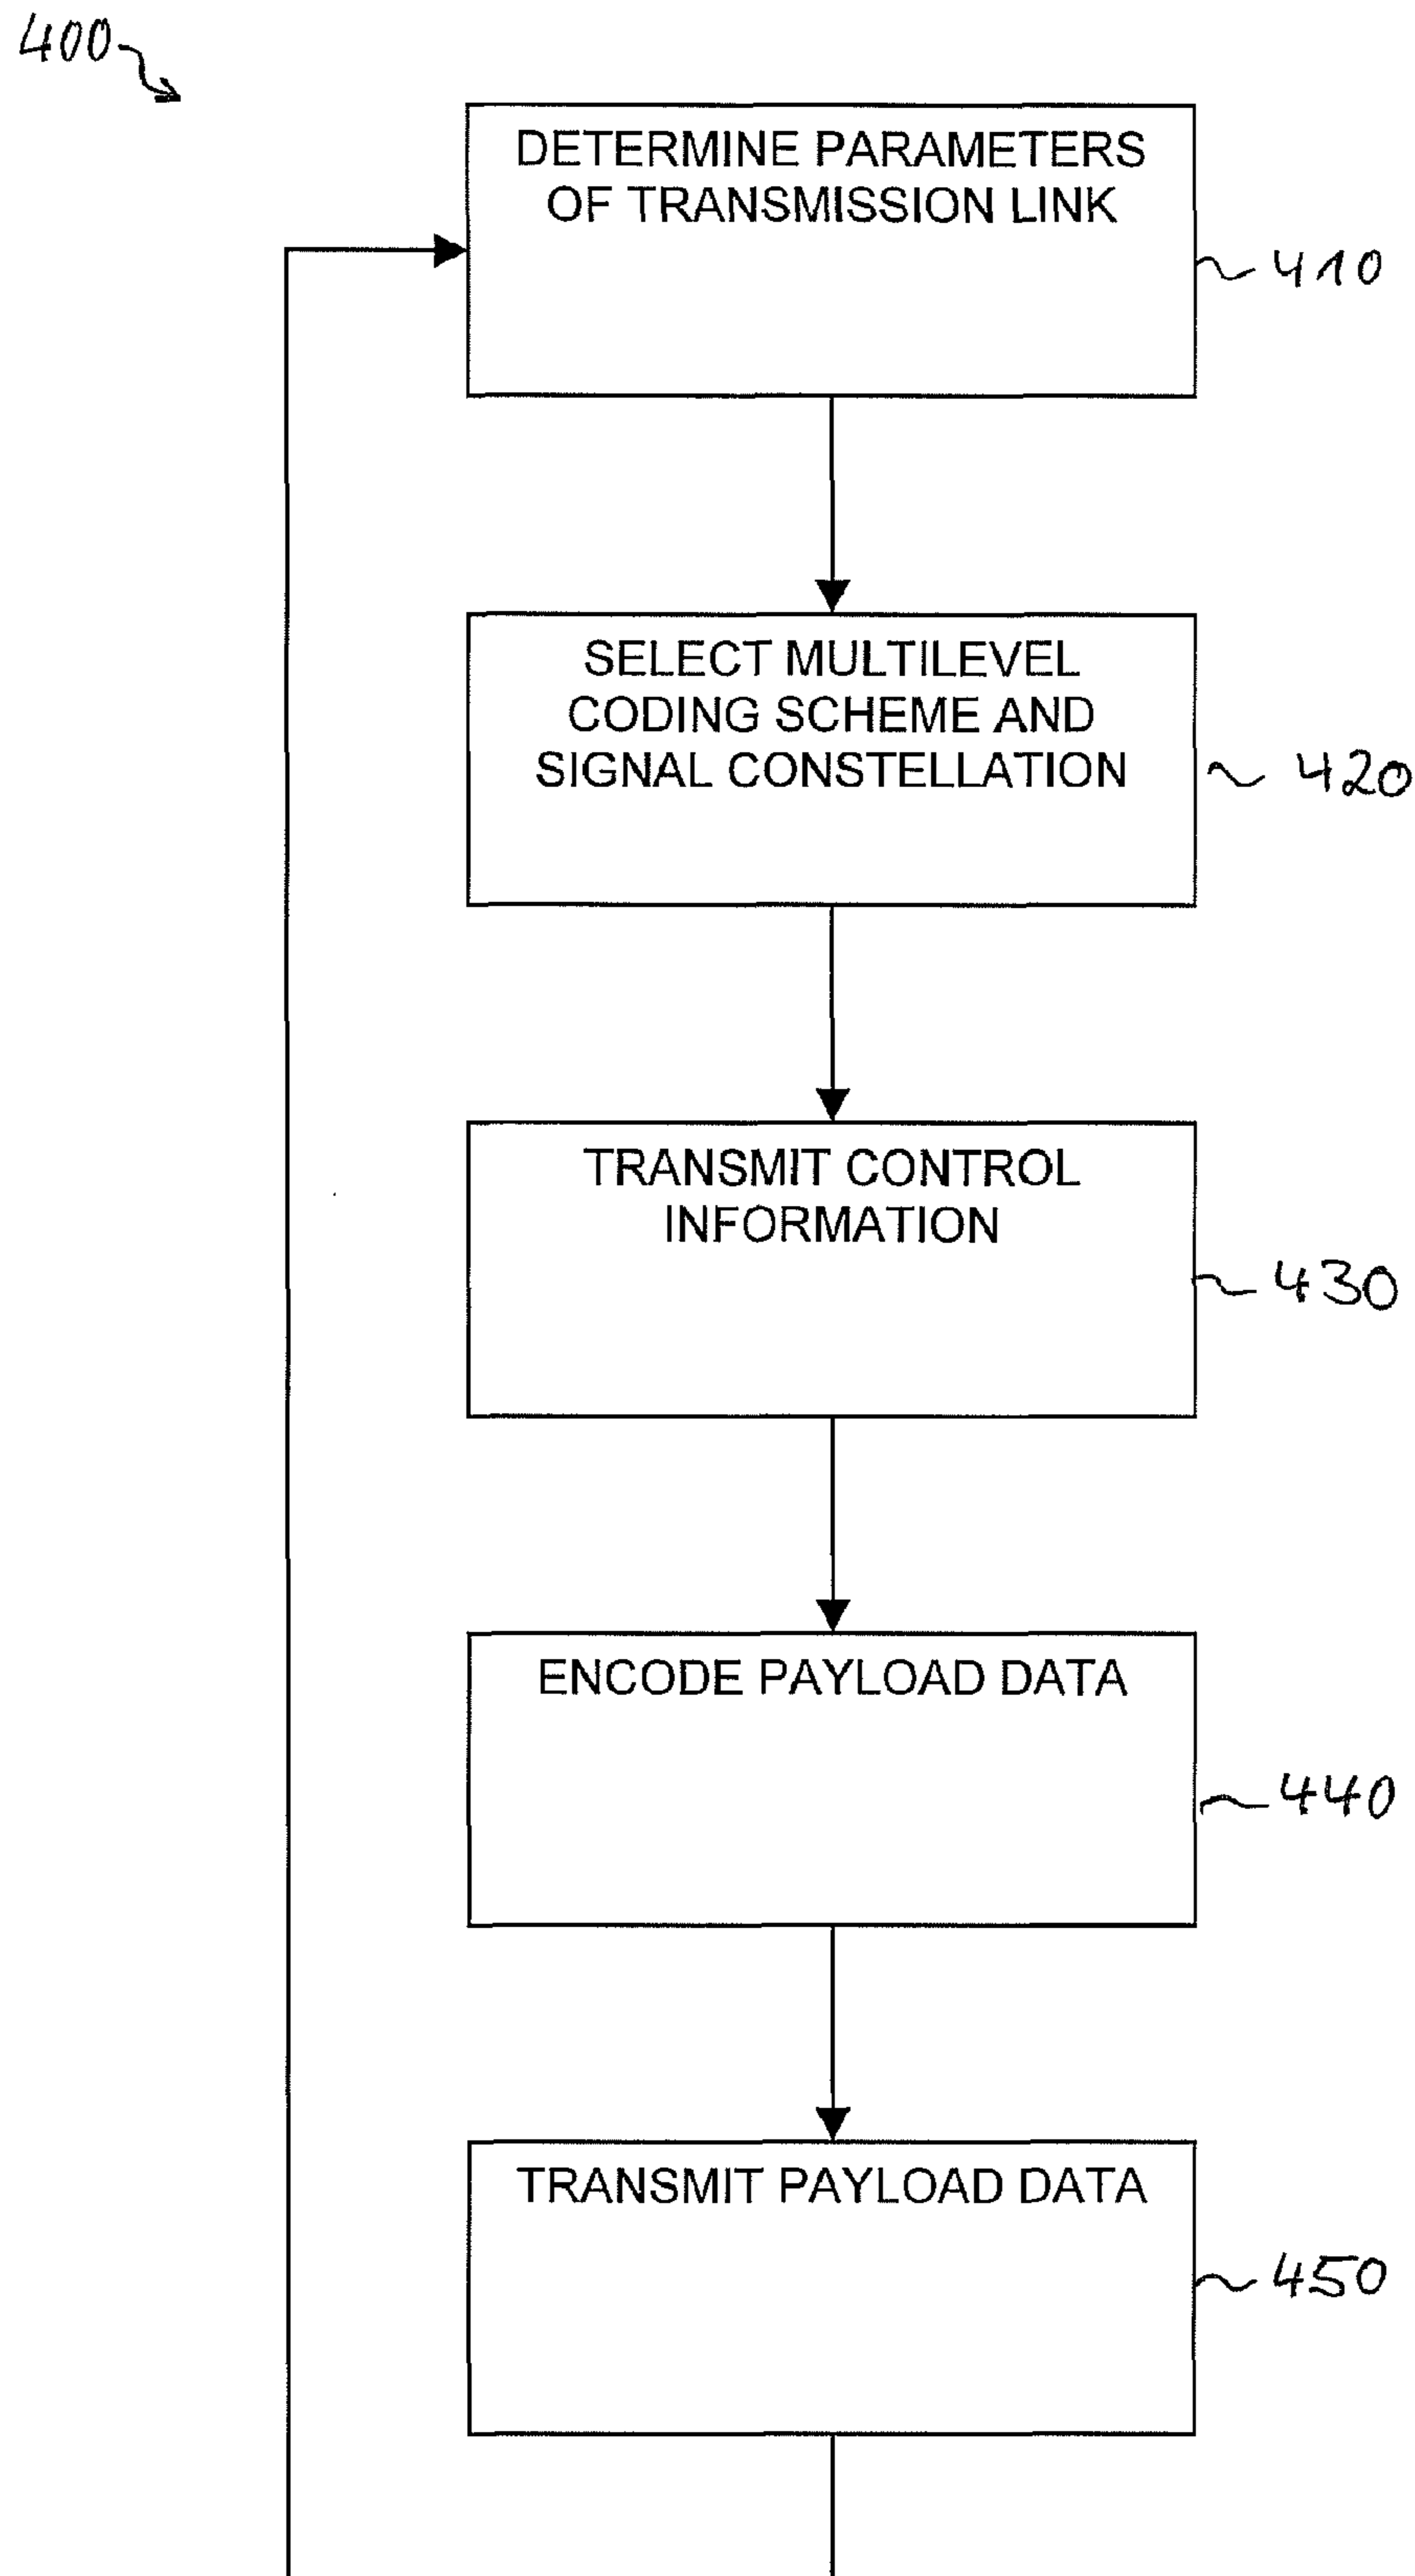 400
DETERMINE PARAMETERS
OF TRANSMISSION LINK
410
SELECT MULTILEVEL
CODING SCHEME AND
SIGNAL CONSTELLATION
420
TRANSMIT CONTROL
INFORMATION
430
ENCODE PAYLOAD DATA
440
TRANSMIT PAYLOAD DATA
450